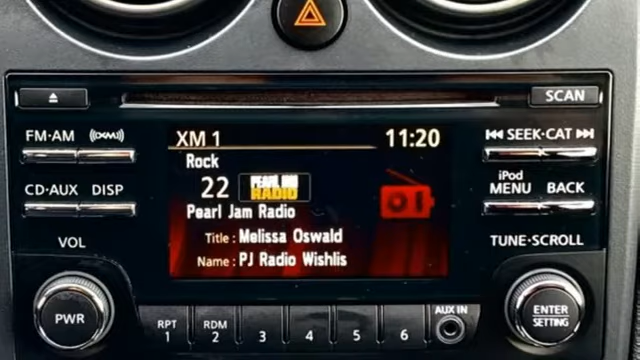 SCAN
FM·AM ((XM)) SEEK·CAT
XM 1 11:20
Rock
22 PEARL JAM RADIO
Pearl Jam Radio
Title : Melissa Oswald
Name : PJ Radio Wishlis
CD·AUX DISP
iPod
MENU BACK
VOL TUNE·SCROLL
PWR
ENTER
SETTING
RPT 1
RDM 2
3 4 5 6
AUX IN